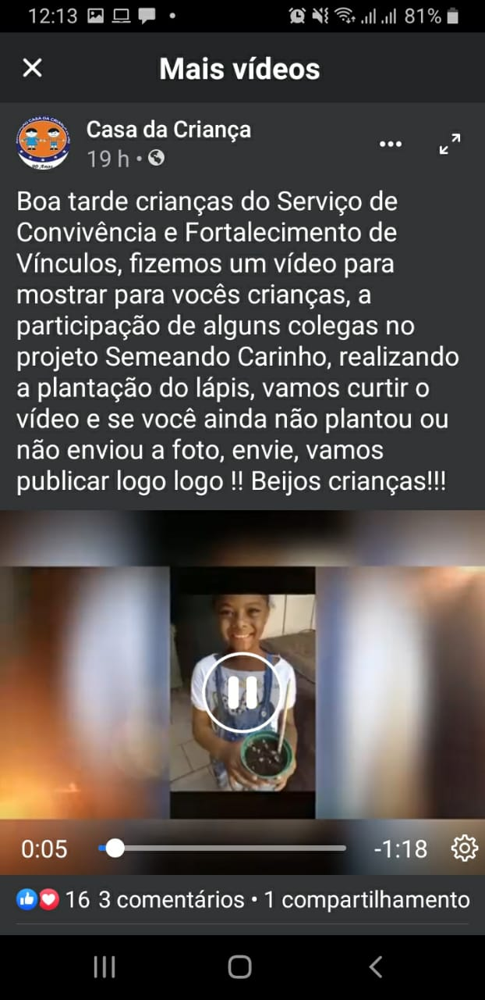 12:13 81%
Mais vídeos
Casa da Criança
19 h •
Boa tarde crianças do Serviço de
Convivência e Fortalecimento de
Vínculos, fizemos um vídeo para
mostrar para vocês crianças, a
participação de alguns colegas no
projeto Semeando Carinho, realizando
a plantação do lápis, vamos curtir o
vídeo e se você ainda não plantou ou
não enviou a foto, envie, vamos
publicar logo logo !! Beijos crianças!!!
0:05 -1:18
16 3 comentários • 1 compartilhamento